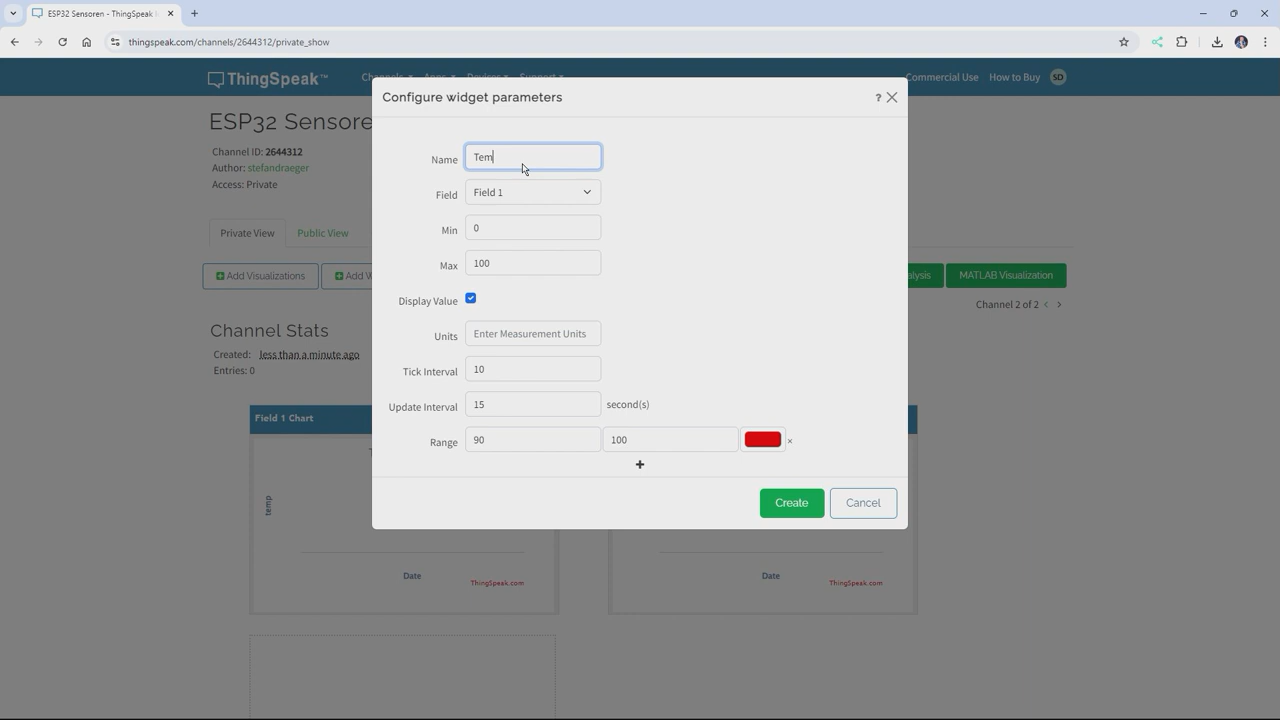 ESP32 Sensoren - ThingSpeak
thingspeak.com/channels/2644312/private_show
ThingSpeak™ Channels Apps Devices Support Commercial Use How to Buy SD
Configure widget parameters ?
ESP32 Sensore
Channel ID: 2644312
Author: stefandraeger
Access: Private
Name Tem
Field Field 1
Private View Public View
Min 0
Max 100
Add Visualizations Add W alysis MATLAB Visualization
Display Value
Channel 2 of 2
Channel Stats
Units Enter Measurement Units
Created: less than a minute ago
Entries: 0
Tick Interval 10
Update Interval 15 second(s)
Field 1 Chart
Range 90 100 ×
+
temp
Create Cancel
Date ThingSpeak.com
Date ThingSpeak.com